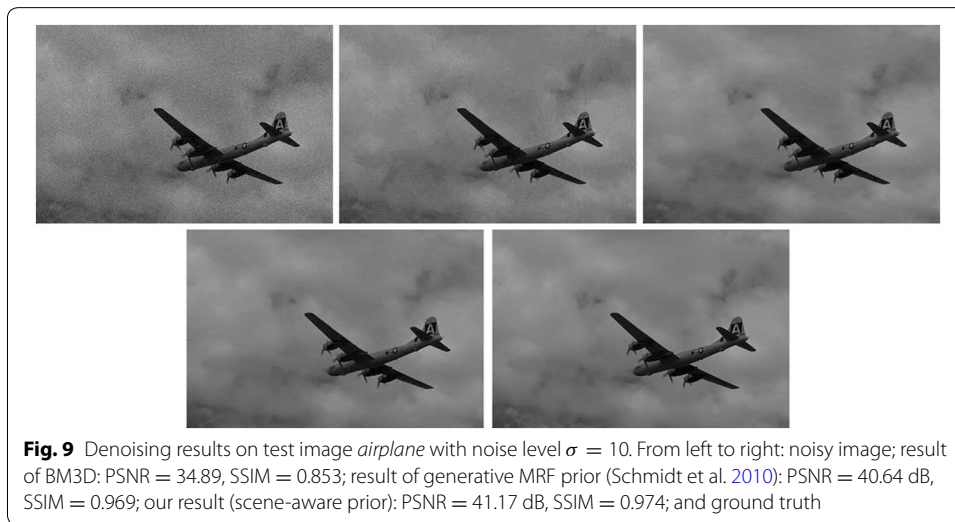 A
A
A
A
A
Fig. 9 Denoising results on test image airplane with noise level σ = 10. From left to right: noisy image; result
of BM3D: PSNR = 34.89, SSIM = 0.853; result of generative MRF prior (Schmidt et al. 2010): PSNR = 40.64 dB,
SSIM = 0.969; our result (scene-aware prior): PSNR = 41.17 dB, SSIM = 0.974; and ground truth